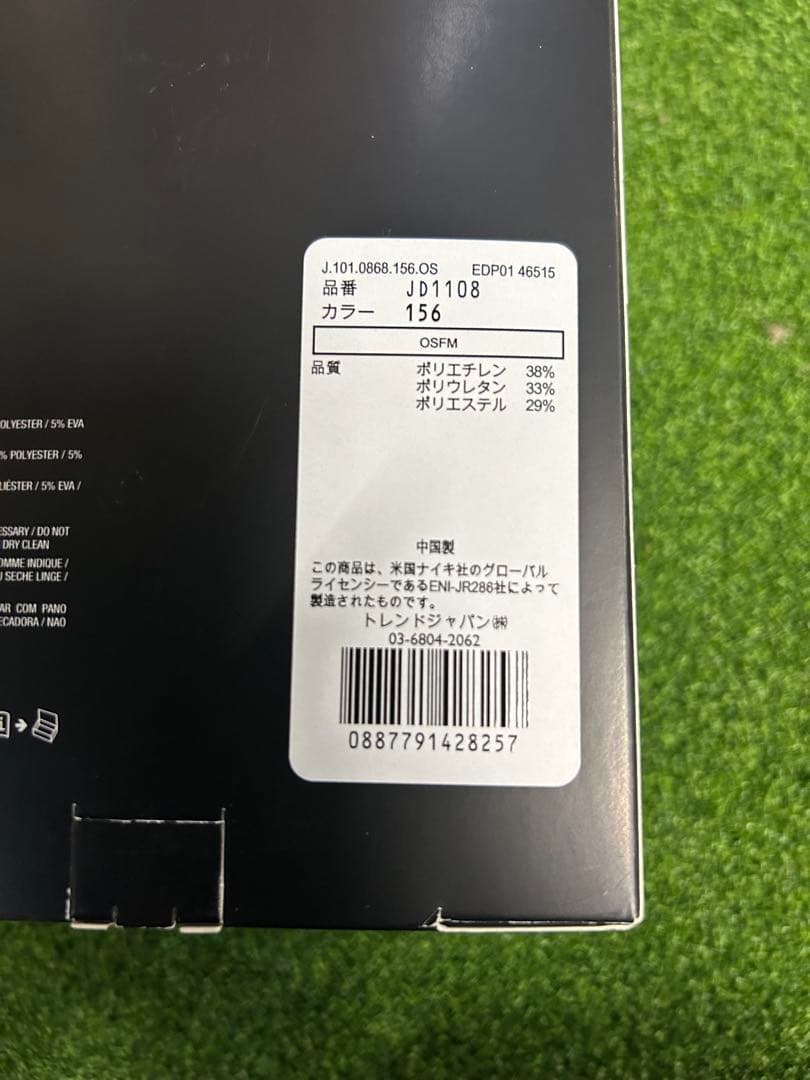 J.101.0868.156.OS EDP01 46515
品番 JD1108
カラー 156
OSFM
品質 ポリエチレン 38%
ポリウレタン 33%
ポリエステル 29%
中国製
この商品は、米国ナイキ社のグローバル
ライセンシーであるENI-JR286社によって
製造されたものです。
トレンドジャパン㈱
03-6804-2062
0887791428257
OLYESTER / 5% EVA
% POLYESTER / 5%
LIÉSTER / 5% EVA /
ESSARY / DO NOT
DRY CLEAN
OMME INDIQUE /
U SECHE LINGE /
AR COM PANO
ECADORA / NAO